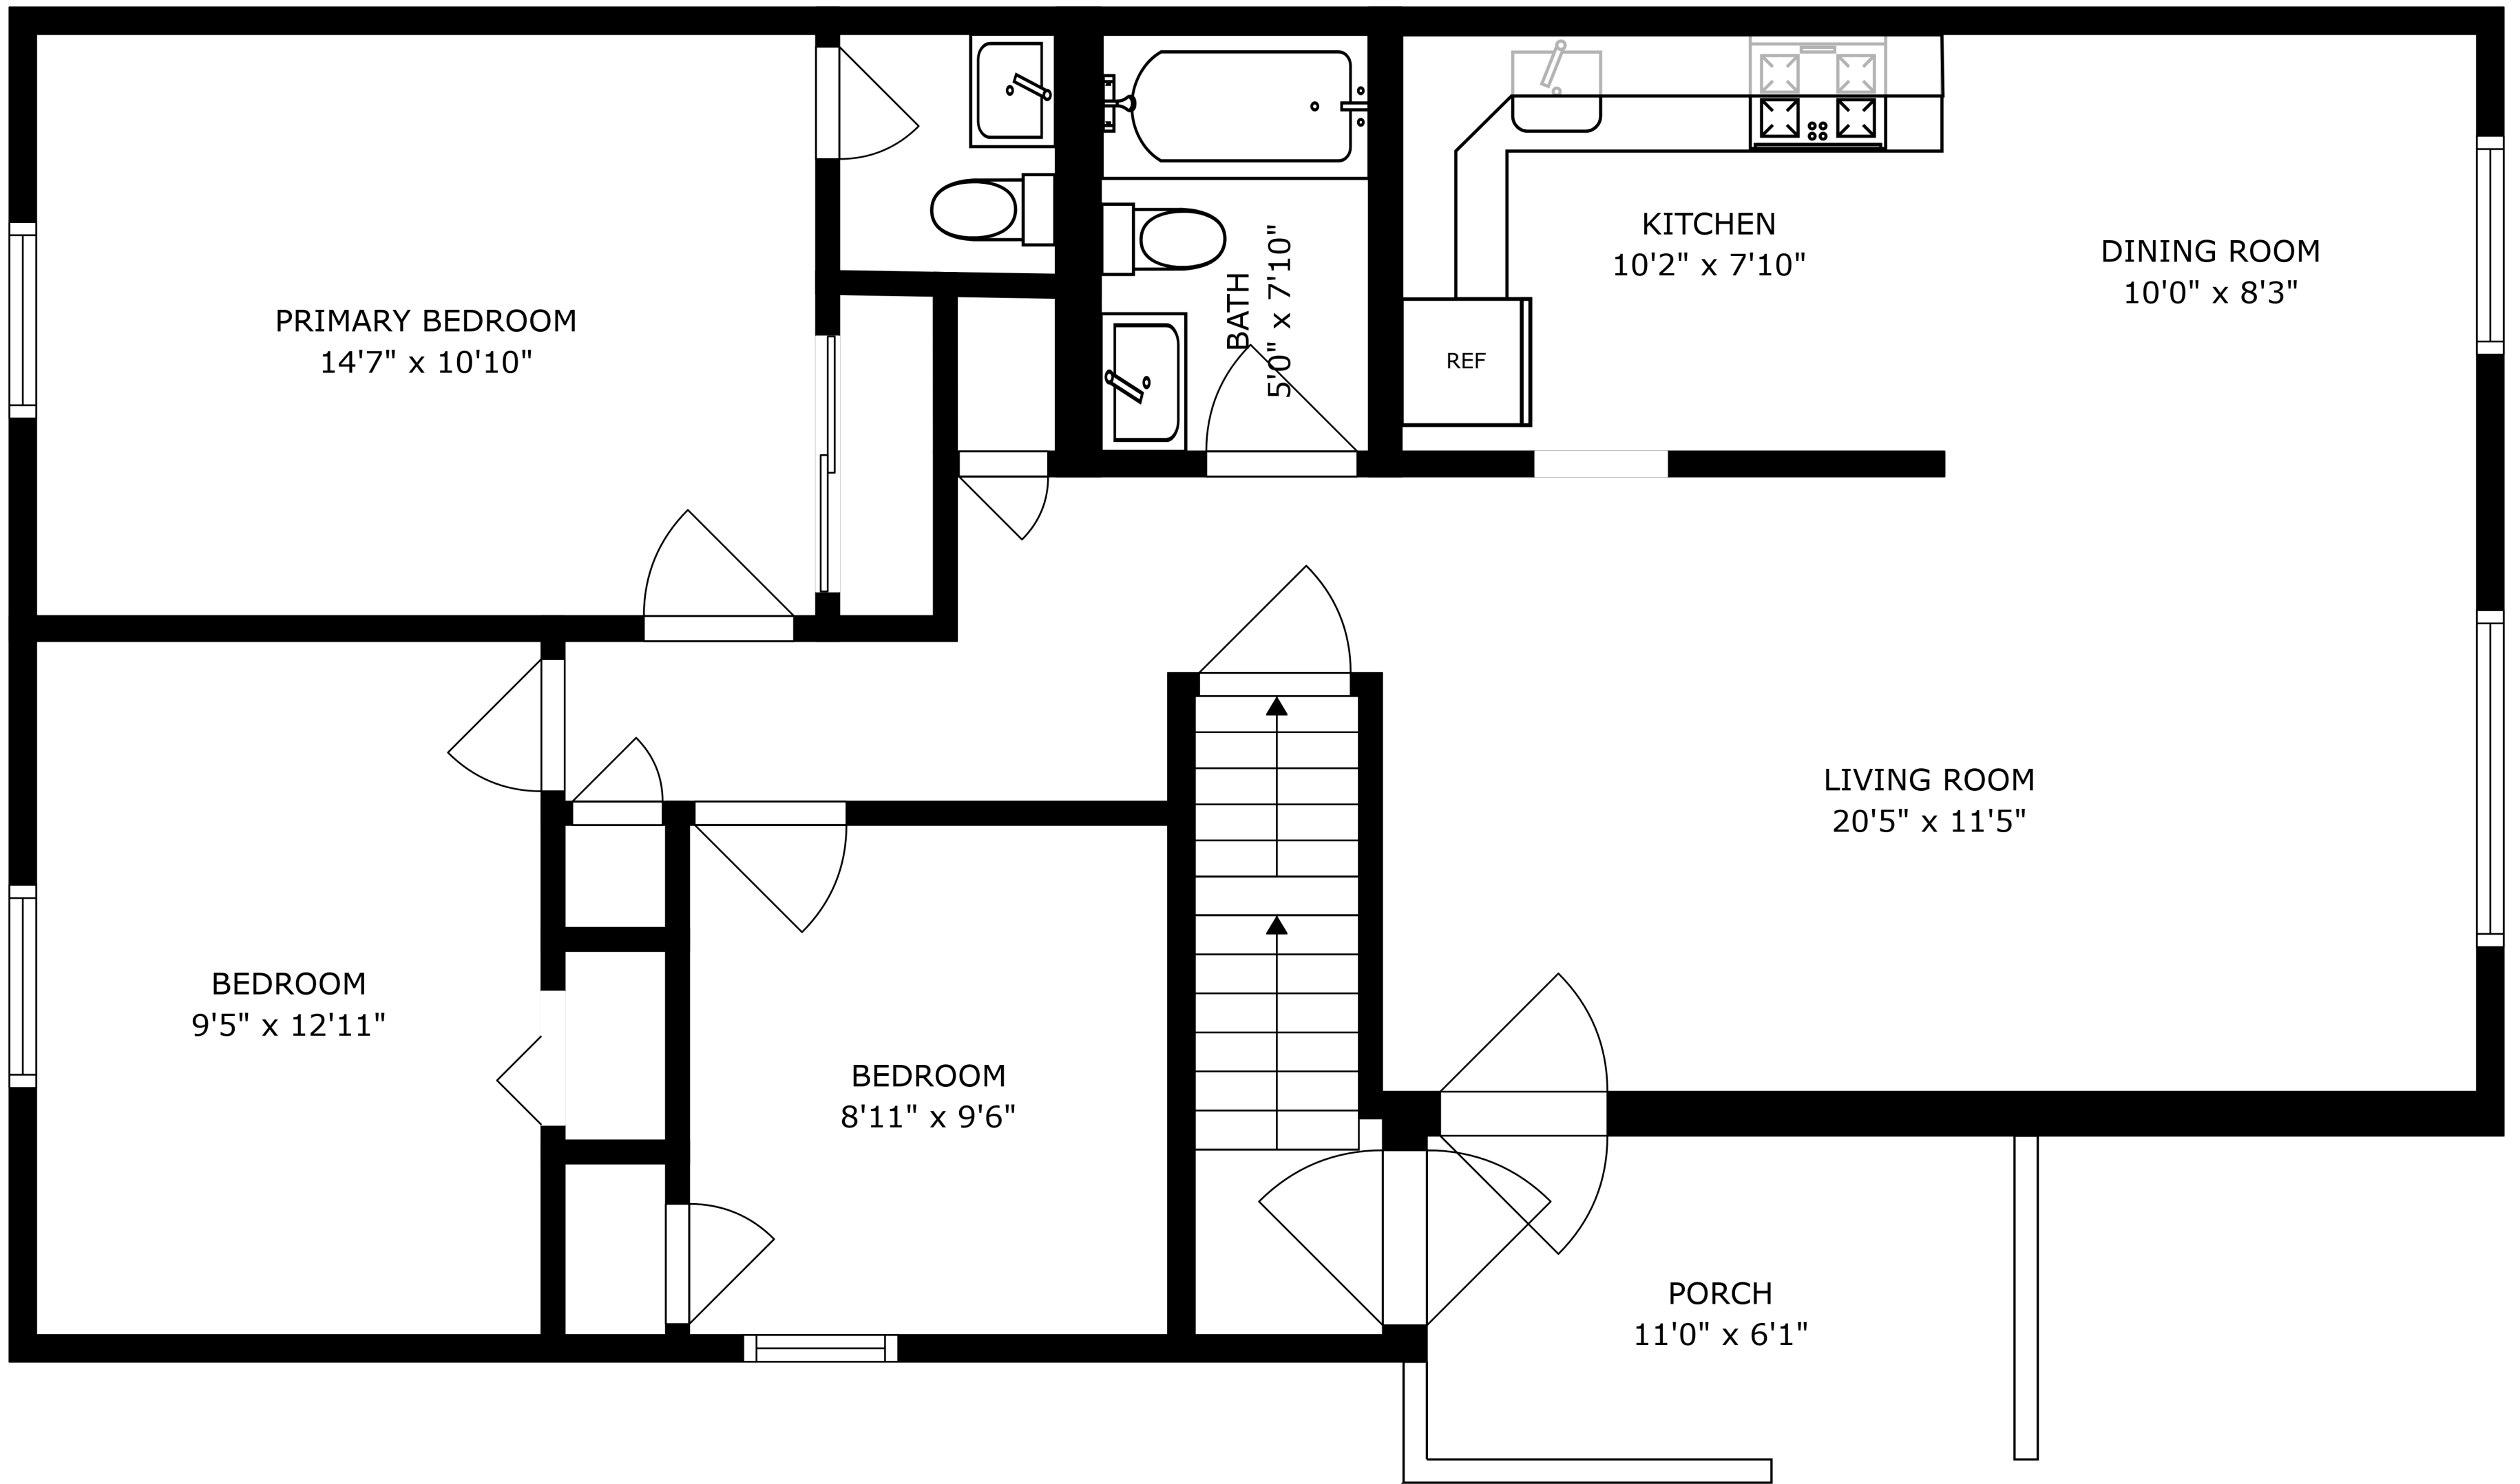 KITCHEN
10'2" x 7'10"
DINING ROOM
10'0" x 8'3"
BATH
5'0" x 7'10"
PRIMARY BEDROOM
14'7" x 10'10"
REF
LIVING ROOM
20'5" x 11'5"
BEDROOM
9'5" x 12'11"
BEDROOM
8'11" x 9'6"
PORCH
11'0" x 6'1"